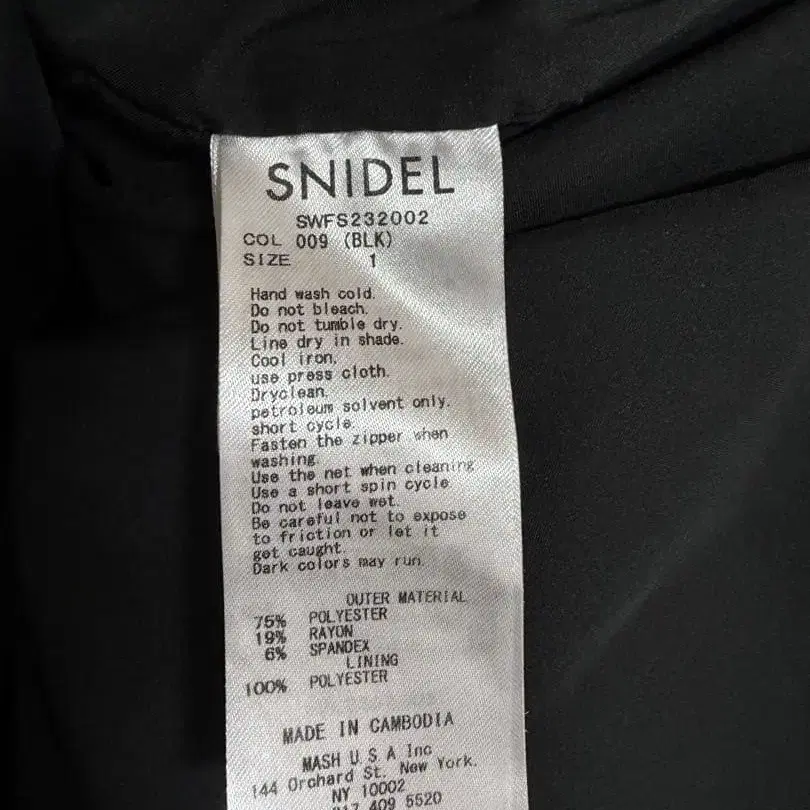 SNIDEL
SWFS232002
COL 009 (BLK)
SIZE 1
Hand wash cold.
Do not bleach.
Do not tumble dry.
Line dry in shade.
Cool iron.
use press cloth.
Dryclean.
petroleum solvent only.
short cycle.
Fasten the zipper when
washing.
Use the net when cleaning
Use a short spin cycle
Do not leave wet.
Be careful not to expose
to friction or let it
get caught.
Dark colors may run.
OUTER MATERIAL
75% POLYESTER
19% RAYON
6% SPANDEX
LINING
100% POLYESTER
MADE IN CAMBODIA
MASH U S A Inc
144 Orchard St. New York.
NY 10002
409 5520